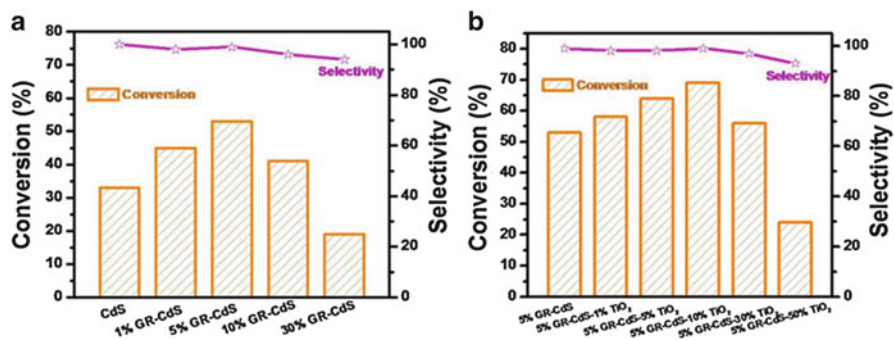 a
80
70
60
50
40
30
20
10
0
Conversion (%)
Conversion
Selectivity
100
80
60
40
20
0
Selectivity (%)
CdS
1% GR-CdS
5% GR-CdS
10% GR-CdS
30% GR-CdS
b
80
70
60
50
40
30
20
10
0
Conversion (%)
Conversion
Selectivity
100
80
60
40
20
0
Selectivity (%)
5% GR-CdS
5% GR-CdS-1% TiO₂
5% GR-CdS-5% TiO₂
5% GR-CdS-10% TiO₂
5% GR-CdS-30% TiO₂
5% GR-CdS-50% TiO₂